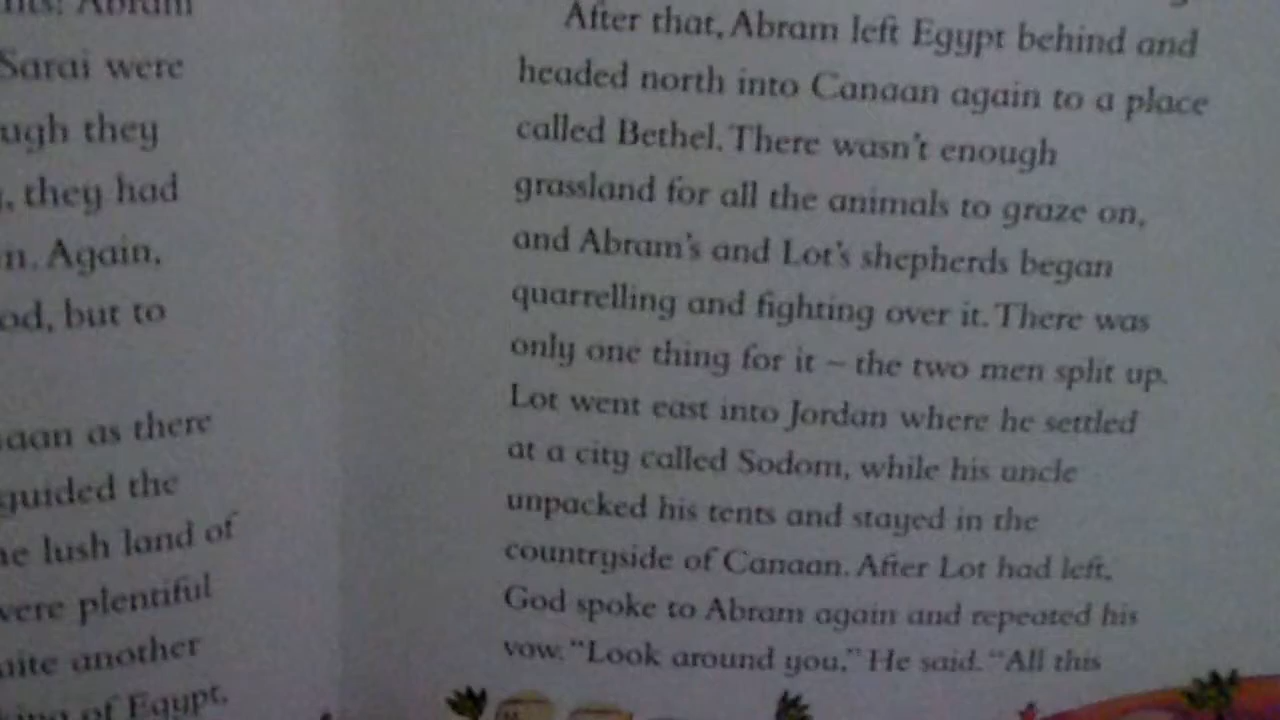 Abram
Sarai were
ugh they
, they had
n. Again,
od, but to
aan as there
guided the
lush land of
were plentiful
another
of Egypt.
After that, Abram left Egypt behind and
headed north into Canaan again to a place
called Bethel. There wasn't enough
grassland for all the animals to graze on,
and Abram's and Lot's shepherds began
quarrelling and fighting over it. There was
only one thing for it – the two men split up.
Lot went east into Jordan where he settled
at a city called Sodom, while his uncle
unpacked his tents and stayed in the
countryside of Canaan. After Lot had left,
God spoke to Abram again and repeated his
vow. "Look around you," He said. "All this